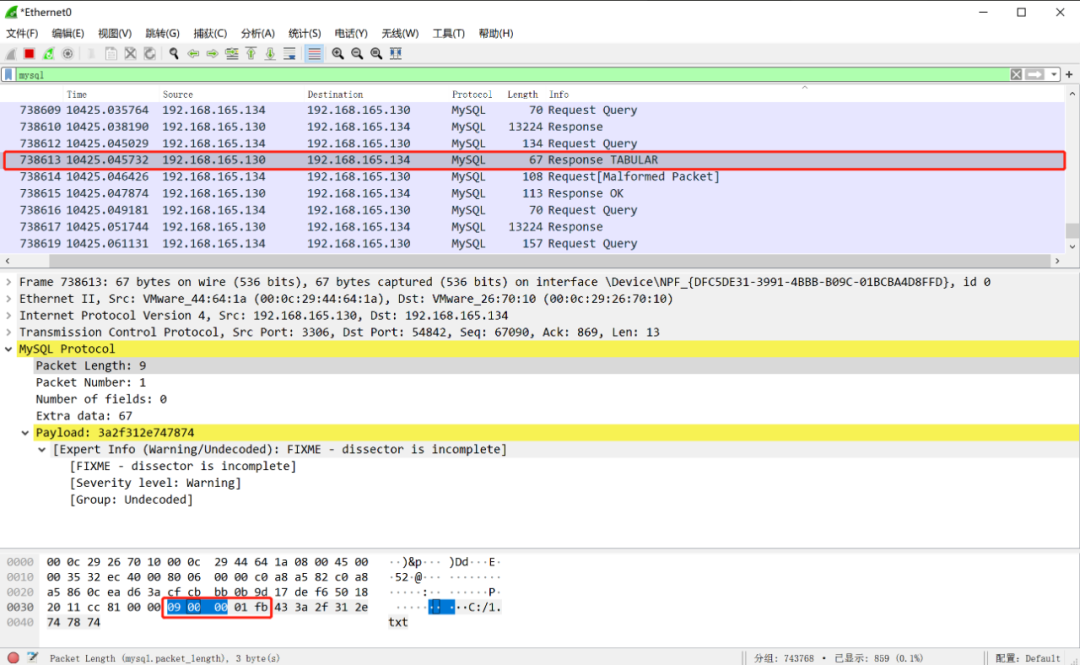 *Ethernet0
文件(F) 编辑(E) 视图(V) 跳转(G) 捕获(C) 分析(A) 统计(S) 电话(Y) 无线(W) 工具(T) 帮助(H)
mysql
Time Source Destination Protocol Length Info
738609 10425.035764 192.168.165.134 192.168.165.130 MySQL 70 Request Query
738610 10425.038190 192.168.165.130 192.168.165.134 MySQL 13224 Response
738612 10425.045029 192.168.165.134 192.168.165.130 MySQL 134 Request Query
738613 10425.045732 192.168.165.130 192.168.165.134 MySQL 67 Response TABULAR
738614 10425.046426 192.168.165.134 192.168.165.130 MySQL 108 Request[Malformed Packet]
738615 10425.047874 192.168.165.130 192.168.165.134 MySQL 113 Response OK
738616 10425.049181 192.168.165.134 192.168.165.130 MySQL 70 Request Query
738617 10425.051744 192.168.165.130 192.168.165.134 MySQL 13224 Response
738619 10425.061131 192.168.165.134 192.168.165.130 MySQL 157 Request Query
Frame 738613: 67 bytes on wire (536 bits), 67 bytes captured (536 bits) on interface \Device\NPF_{DFC5DE31-3991-4BBB-B09C-01BCBA4D8FFD}, id 0
Ethernet II, Src: VMware_44:64:1a (00:0c:29:44:64:1a), Dst: VMware_26:70:10 (00:0c:29:26:70:10)
Internet Protocol Version 4, Src: 192.168.165.130, Dst: 192.168.165.134
Transmission Control Protocol, Src Port: 3306, Dst Port: 54842, Seq: 67090, Ack: 869, Len: 13
MySQL Protocol
Packet Length: 9
Packet Number: 1
Number of fields: 0
Extra data: 67
Payload: 3a2f312e747874
[Expert Info (Warning/Undecoded): FIXME - dissector is incomplete]
[FIXME - dissector is incomplete]
[Severity level: Warning]
[Group: Undecoded]
0000 00 0c 29 26 70 10 00 0c 29 44 64 1a 08 00 45 00 ··)&p··· )Dd···E·
0010 00 35 32 ec 40 00 80 06 00 00 c0 a8 a5 82 c0 a8 ·52·@··· ········
0020 a5 86 0c ea d6 3a cf cb bb 0b 9d 17 de f6 50 18 ·····:·· ······P·
0030 20 11 cc 81 00 00 09 00 00 01 fb 43 3a 2f 31 2e ········ ···C:/1.
0040 74 78 74 txt
Packet Length (mysql.packet_length), 3 byte(s) 分组: 743768 · 已显示: 859 (0.1%) 配置: Default